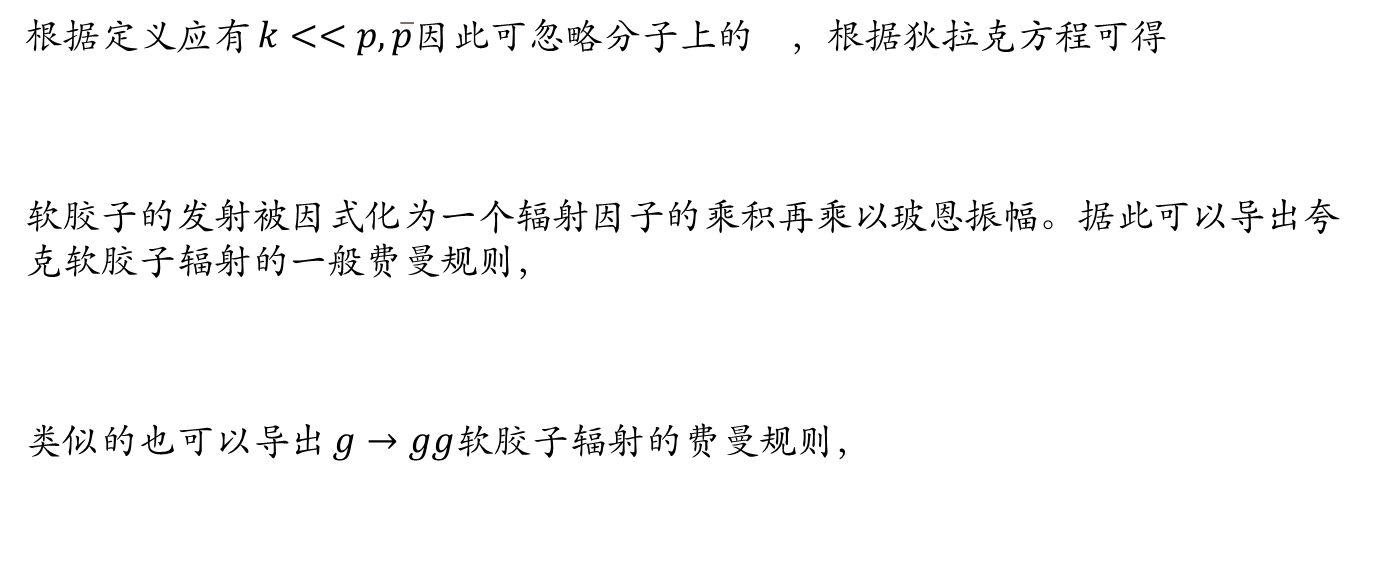 根据定义应有 k << p, p̄因此可忽略分子上的 ，根据狄拉克方程可得
软胶子的发射被因式化为一个辐射因子的乘积再乘以玻恩振幅。据此可以导出夸
克软胶子辐射的一般费曼规则，
类似的也可以导出 g → gg软胶子辐射的费曼规则，